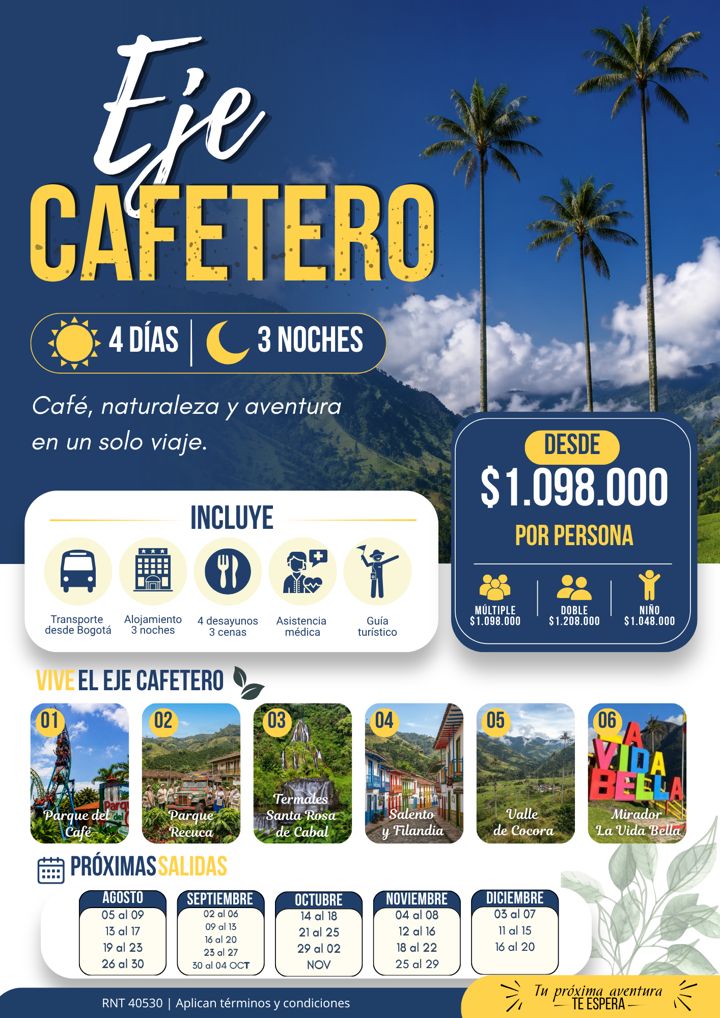 Eje
CAFETERO
4 DÍAS | 3 NOCHES
Café, naturaleza y aventura
en un solo viaje.
DESDE
$1.098.000
POR PERSONA
MÚLTIPLE
$1.098.000
DOBLE
$1.208.000
NIÑO
$1.048.000
INCLUYE
Transporte
desde Bogotá
Alojamiento
3 noches
4 desayunos
3 cenas
Asistencia
médica
Guía
turístico
VIVE EL EJE CAFETERO
01
Parque del
Café
02
Parque
Recuca
03
Termales
Santa Rosa
de Cabal
04
Salento
y Filandia
05
Valle
de Cocora
06
LA
VIDA
BELLA
Mirador
La Vida Bella
PRÓXIMAS SALIDAS
AGOSTO
05 al 09
13 al 17
19 al 23
26 al 30
SEPTIEMBRE
02 al 06
09 al 13
16 al 20
23 al 27
30 al 04 OCT
OCTUBRE
14 al 18
21 al 25
29 al 02
NOV
NOVIEMBRE
04 al 08
12 al 16
18 al 22
25 al 29
DICIEMBRE
03 al 07
11 al 15
16 al 20
RNT 40530 | Aplican términos y condiciones
Tu próxima aventura
TE ESPERA